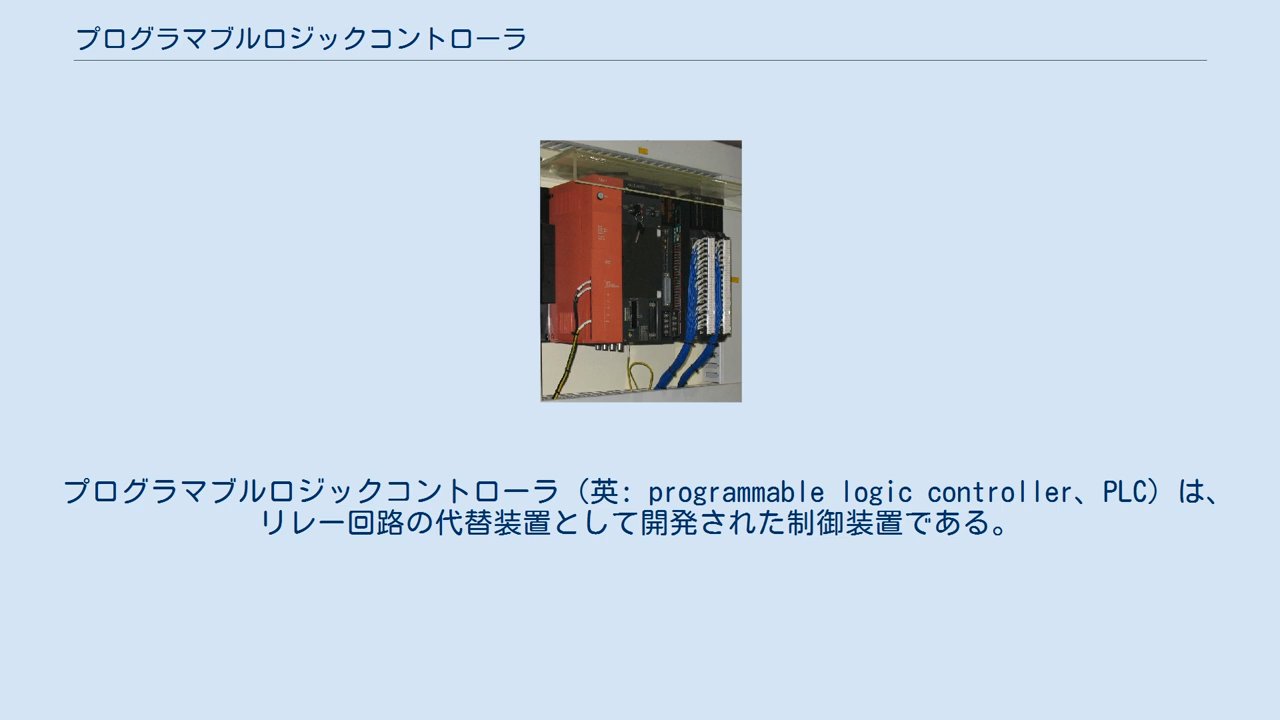 プログラマブルロジックコントローラ
プログラマブルロジックコントローラ（英: programmable logic controller、PLC）は、
リレー回路の代替装置として開発された制御装置である。